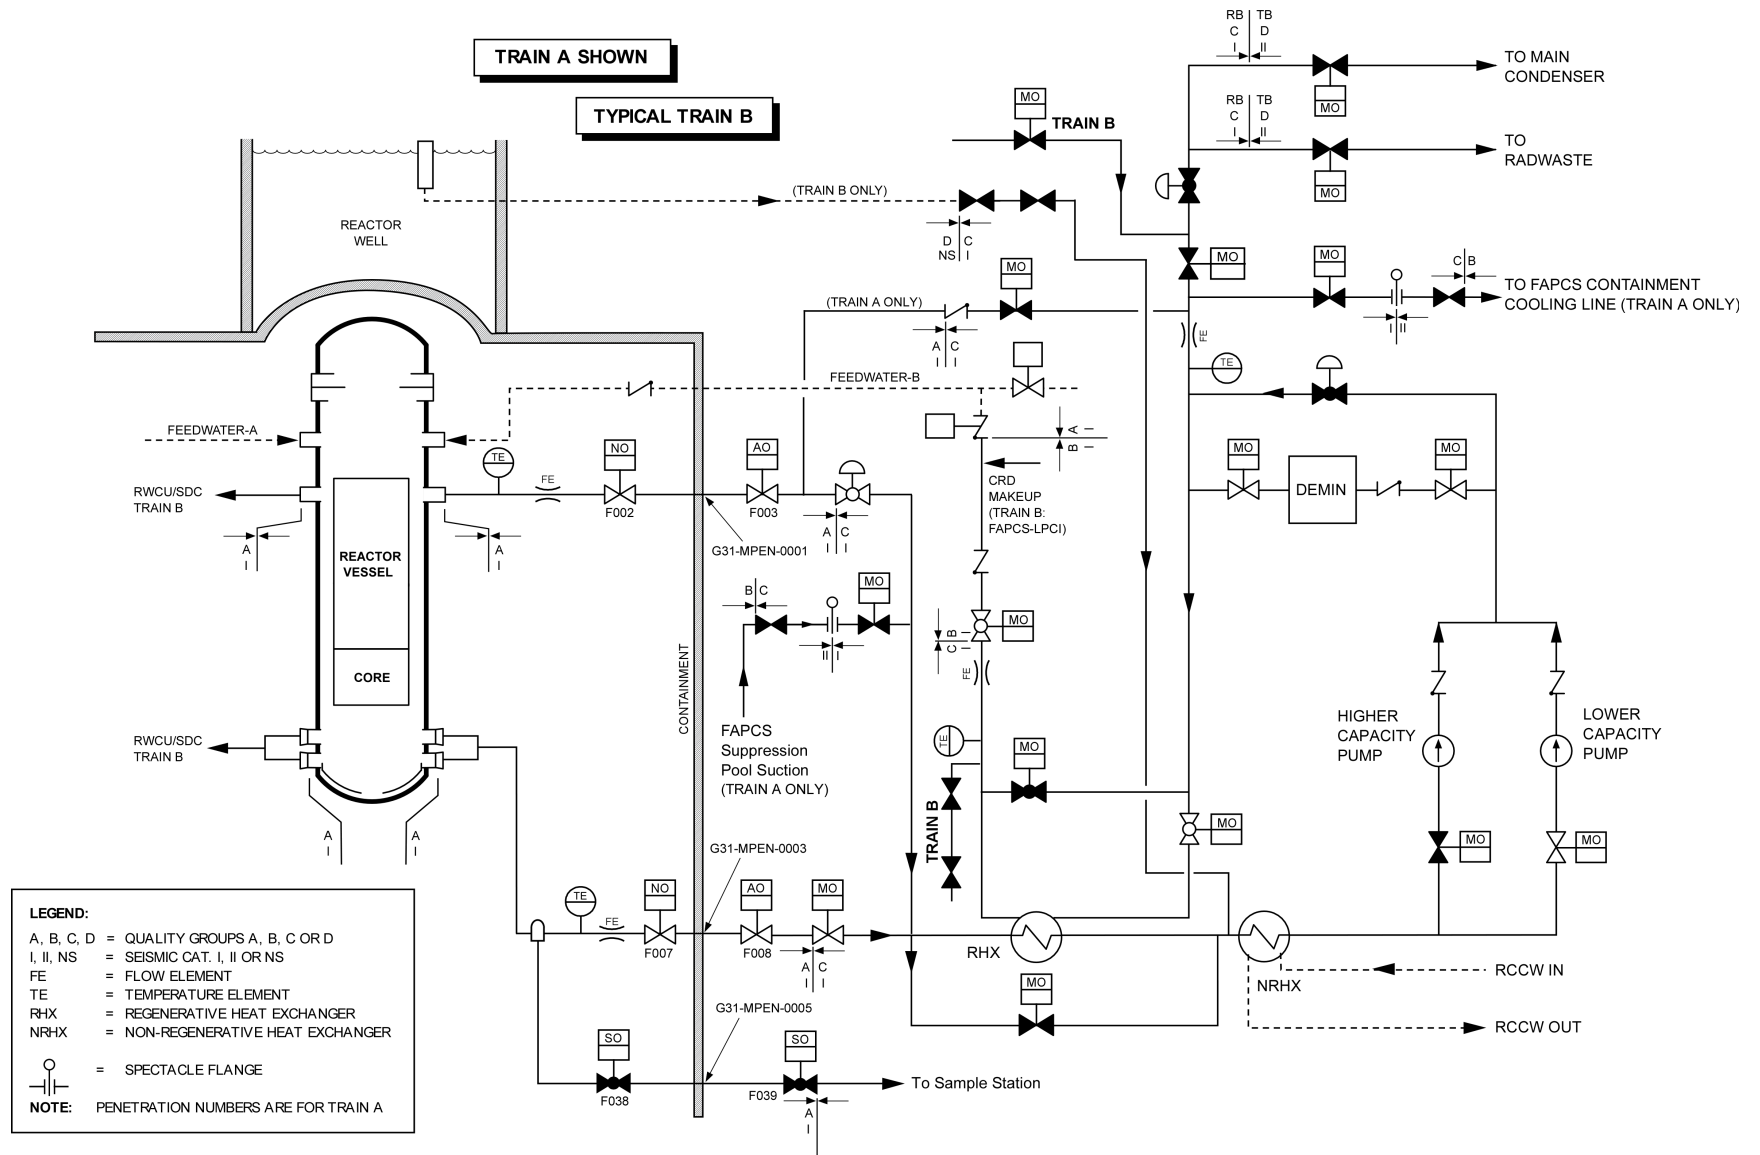 TRAIN A SHOWN
TYPICAL TRAIN B
RB
TB
C
D
I
II
MO
TO MAIN
CONDENSER
RB
TB
C
D
I
II
MO
TO
RADWASTE
MO
TRAIN B
(TRAIN B ONLY)
D
C
NS
I
REACTOR
WELL
MO
MO
C
B
TO FAPCS CONTAINMENT
COOLING LINE (TRAIN A ONLY)
I
II
MO
(TRAIN A ONLY)
A
C
I
I
FE
TE
FEEDWATER-B
FEEDWATER-A
A
I
B
I
NO
AO
TE
FE
F002
F003
A
C
I
I
G31-MPEN-0001
RWCU/SDC
TRAIN B
A
I
A
I
CRD
MAKEUP
(TRAIN B:
FAPCS-LPCI)
MO
DEMIN
MO
REACTOR
VESSEL
CORE
B
C
MO
II
I
MO
B
I
C
I
FE
CONTAINMENT
FAPCS
Suppression
Pool Suction
(TRAIN A ONLY)
HIGHER
CAPACITY
PUMP
LOWER
CAPACITY
PUMP
RWCU/SDC
TRAIN B
TE
MO
TRAIN B
MO
MO
MO
A
I
A
I
G31-MPEN-0003
TE
FE
NO
AO
MO
F007
F008
A
C
I
I
RHX
NRHX
RCCW IN
RCCW OUT
MO
G31-MPEN-0005
SO
SO
F038
F039
A
I
To Sample Station
LEGEND:
A, B, C, D = QUALITY GROUPS A, B, C OR D
I, II, NS = SEISMIC CAT. I, II OR NS
FE = FLOW ELEMENT
TE = TEMPERATURE ELEMENT
RHX = REGENERATIVE HEAT EXCHANGER
NRHX = NON-REGENERATIVE HEAT EXCHANGER
= SPECTACLE FLANGE
NOTE: PENETRATION NUMBERS ARE FOR TRAIN A